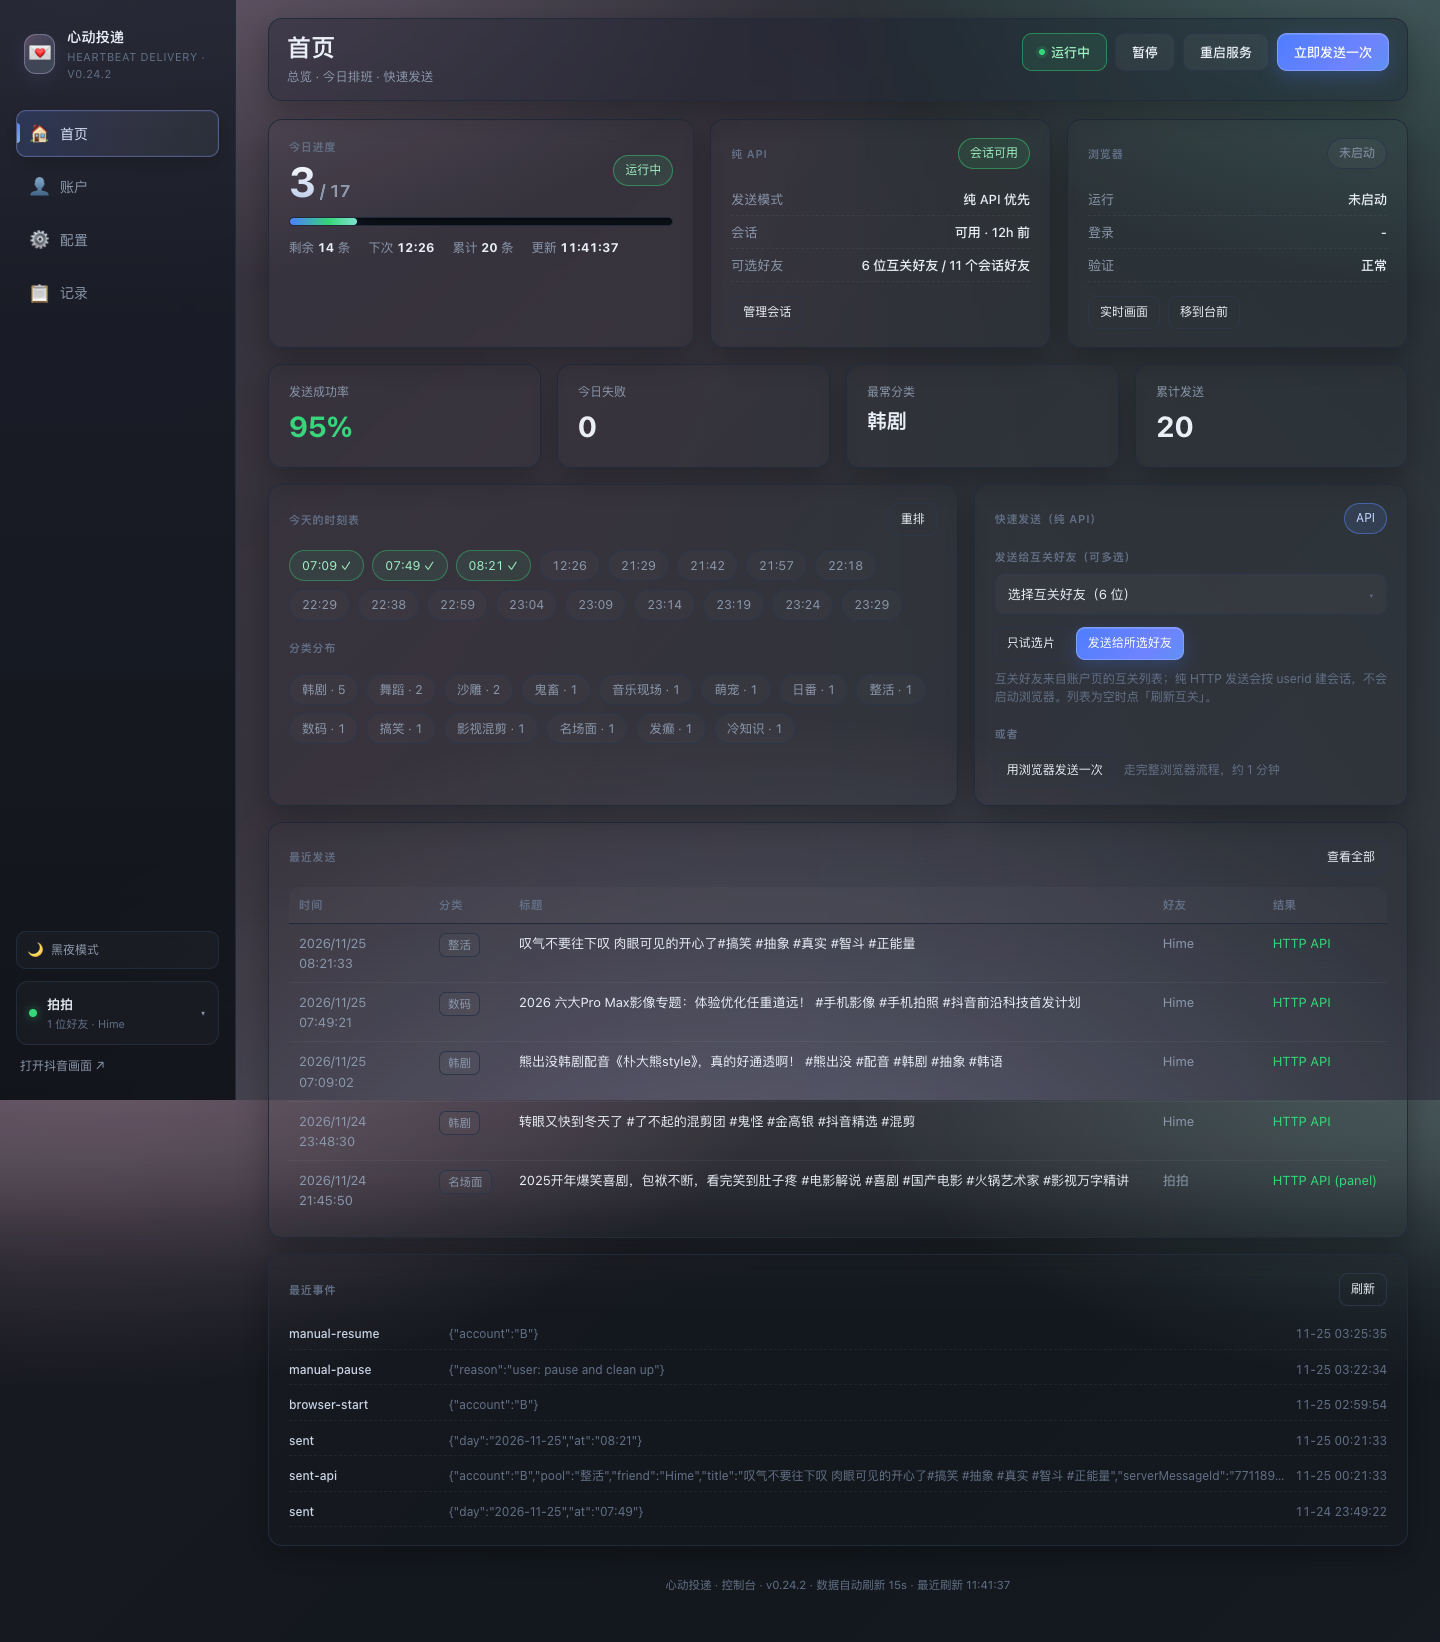 心动投递
HEARTBEAT DELIVERY ·
V0.24.2
首页
账户
配置
记录
黑夜模式
拍拍
1 位好友 · Hime
打开抖音画面 ↗
首页
总览 · 今日排班 · 快速发送
运行中
暂停
重启服务
立即发送一次
今日进度
3 / 17
运行中
剩余 14 条 下次 12:26 累计 20 条 更新 11:41:37
纯 API
会话可用
发送模式 纯 API 优先
会话 可用 · 12h 前
可选好友 6 位互关好友 / 11 个会话好友
管理会话
浏览器
未启动
运行 未启动
登录 -
验证 正常
实时画面 移到台前
发送成功率
95%
今日失败
0
最常分类
韩剧
累计发送
20
今天的时刻表
重排
07:09 ✓ 07:49 ✓ 08:21 ✓ 12:26 21:29 21:42 21:57 22:18
22:29 22:38 22:59 23:04 23:09 23:14 23:19 23:24 23:29
分类分布
韩剧 · 5 舞蹈 · 2 沙雕 · 2 鬼畜 · 1 音乐现场 · 1 萌宠 · 1 日番 · 1 整活 · 1
数码 · 1 搞笑 · 1 影视混剪 · 1 名场面 · 1 发癫 · 1 冷知识 · 1
快速发送（纯 API）
API
发送给互关好友（可多选）
选择互关好友（6 位）
只试选片 发送给所选好友
互关好友来自账户页的互关列表；纯 HTTP 发送会按 userid 建会话，不会
启动浏览器。列表为空时点「刷新互关」。
或者
用浏览器发送一次 走完整浏览器流程，约 1 分钟
最近发送
查看全部
时间 分类 标题 好友 结果
2026/11/25 整活 叹气不要往下叹 肉眼可见的开心了#搞笑 #抽象 #真实 #智斗 #正能量 Hime HTTP API
08:21:33
2026/11/25 数码 2026 六大Pro Max影像专题：体验优化任重道远！ #手机影像 #手机拍照 #抖音前沿科技首发计划 Hime HTTP API
07:49:21
2026/11/25 韩剧 熊出没韩剧配音《朴大熊style》，真的好通透啊！ #熊出没 #配音 #韩剧 #抽象 #韩语 Hime HTTP API
07:09:02
2026/11/24 韩剧 转眼又快到冬天了 #了不起的混剪团 #鬼怪 #金高银 #抖音精选 #混剪 Hime HTTP API
23:48:30
2026/11/24 名场面 2025开年爆笑喜剧，包袱不断，看完笑到肚子疼 #电影解说 #喜剧 #国产电影 #火锅艺术家 #影视万字精讲 拍拍 HTTP API (panel)
21:45:50
最近事件
刷新
manual-resume {"account":"B"} 11-25 03:25:35
manual-pause {"reason":"user: pause and clean up"} 11-25 03:22:34
browser-start {"account":"B"} 11-25 02:59:54
sent {"day":"2026-11-25","at":"08:21"} 11-25 00:21:33
sent-api {"account":"B","pool":"整活","friend":"Hime","title":"叹气不要往下叹 肉眼可见的开心了#搞笑 #抽象 #真实 #智斗 #正能量","serverMessageId":"771189... 11-25 00:21:33
sent {"day":"2026-11-25","at":"07:49"} 11-24 23:49:22
心动投递 · 控制台 · v0.24.2 · 数据自动刷新 15s · 最近刷新 11:41:37